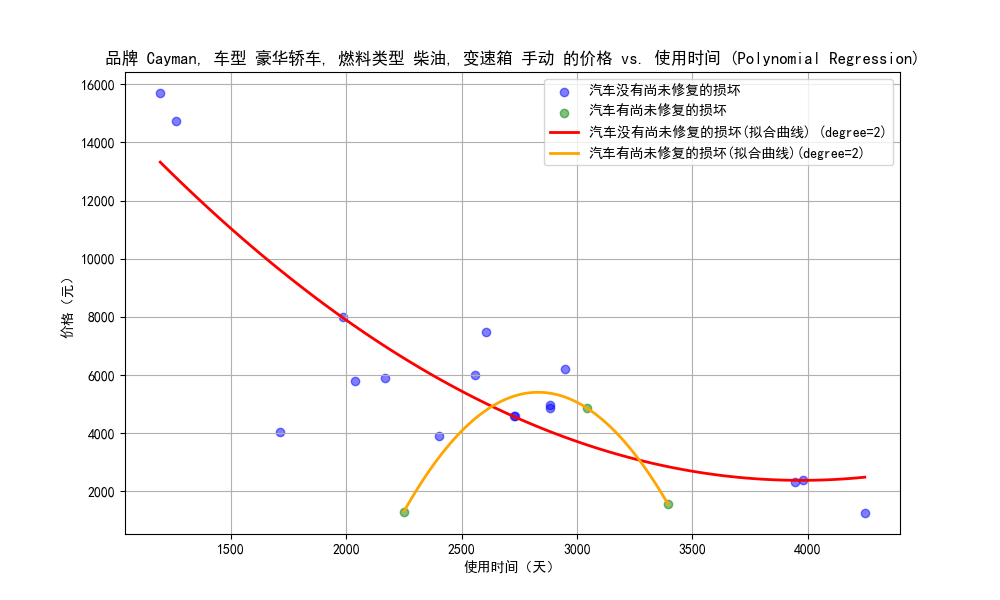 品牌 Cayman, 车型 豪华轿车, 燃料类型 柴油, 变速箱 手动 的价格 vs. 使用时间 (Polynomial Regression)
汽车没有尚未修复的损坏
汽车有尚未修复的损坏
汽车没有尚未修复的损坏(拟合曲线) (degree=2)
汽车有尚未修复的损坏(拟合曲线)(degree=2)
价格（元）
16000
14000
12000
10000
8000
6000
4000
2000
1500 2000 2500 3000 3500 4000
使用时间（天）